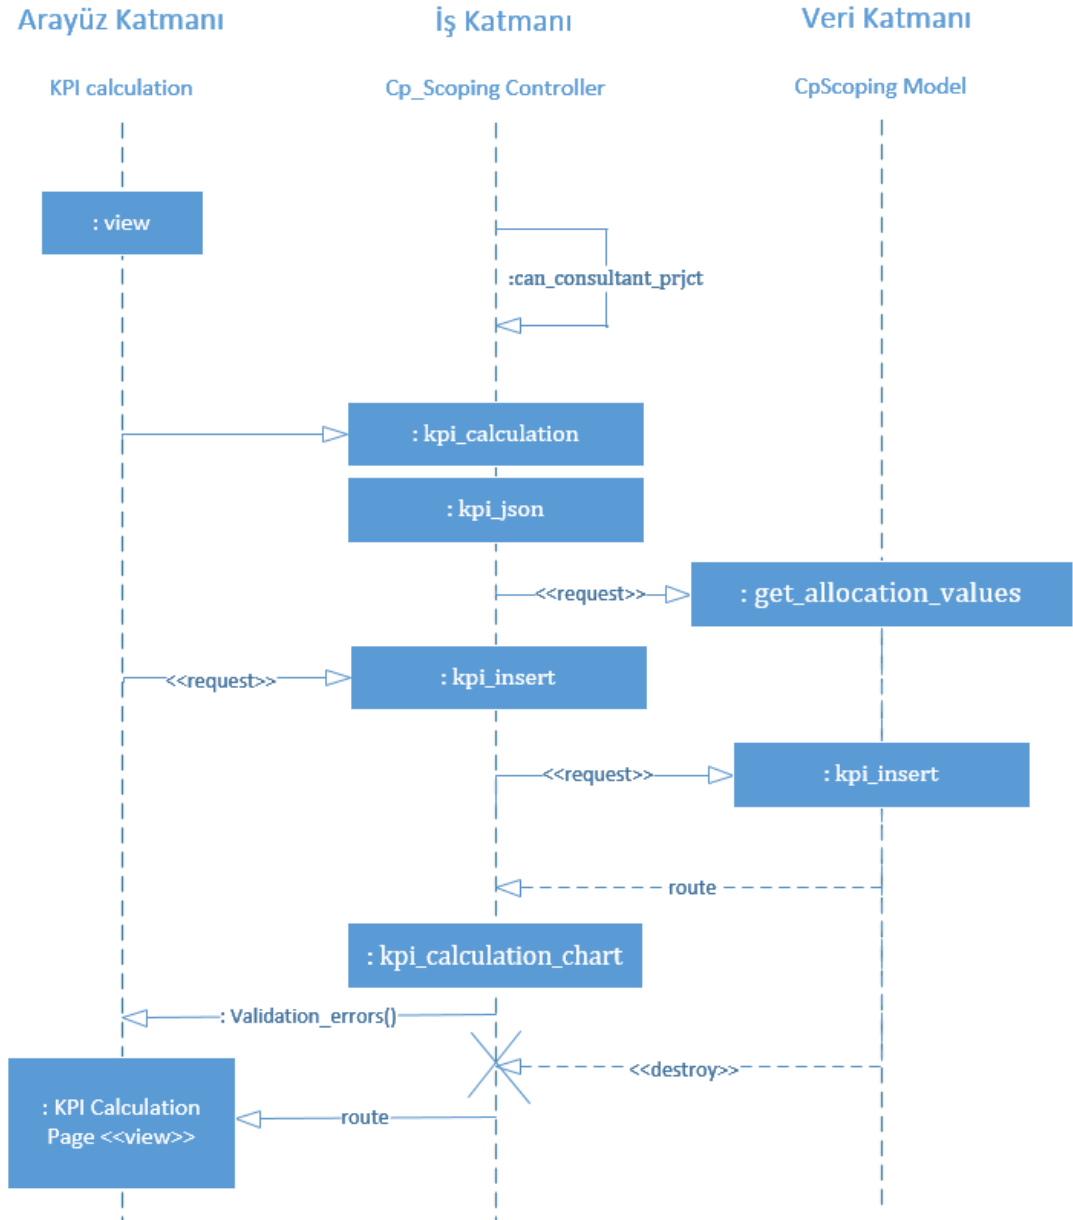 Arayüz Katmanı
İş Katmanı
Veri Katmanı
KPI calculation
Cp_Scoping Controller
CpScoping Model
: view
:can_consultant_prjct
: kpi_calculation
: kpi_json
<<request>>
: get_allocation_values
<<request>>
: kpi_insert
<<request>>
: kpi_insert
route
: kpi_calculation_chart
: Validation_errors()
<<destroy>>
: KPI Calculation
Page <<view>>
route